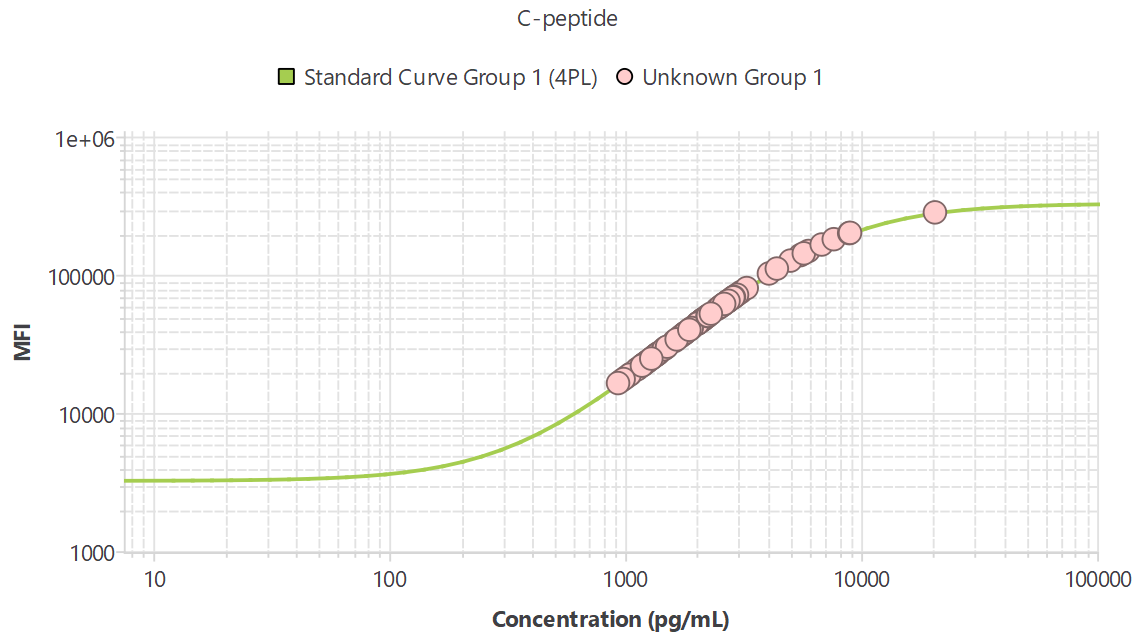 C-peptide
Standard Curve Group 1 (4PL) Unknown Group 1
1e+06
100000
10000
1000
MFI
10 100 1000 10000 100000
Concentration (pg/mL)